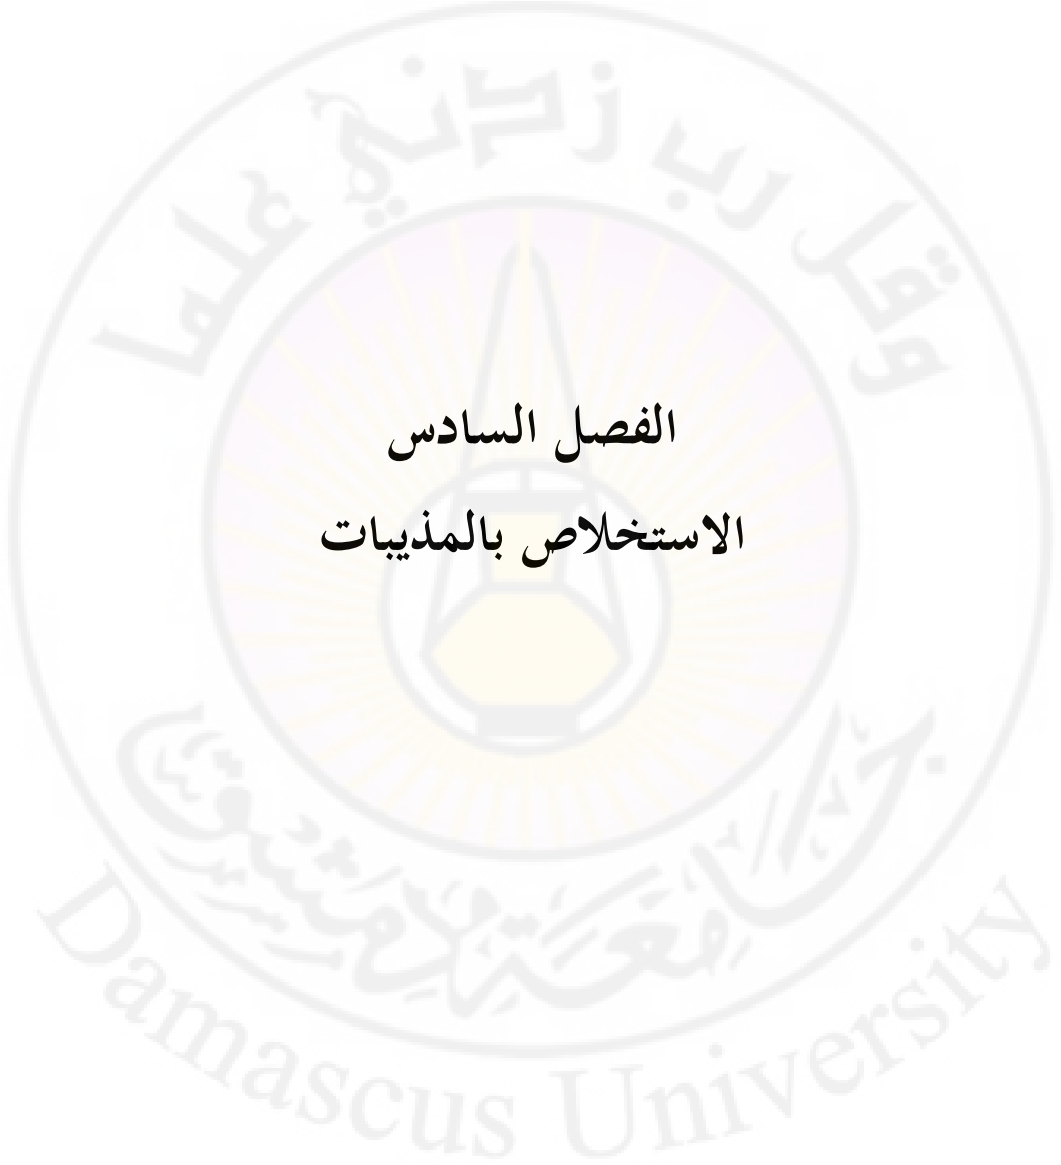 وقل رب زدني علما
الفصل السادس
الاستخلاص بالمذيبات
جامعة دمشق
Damascus University